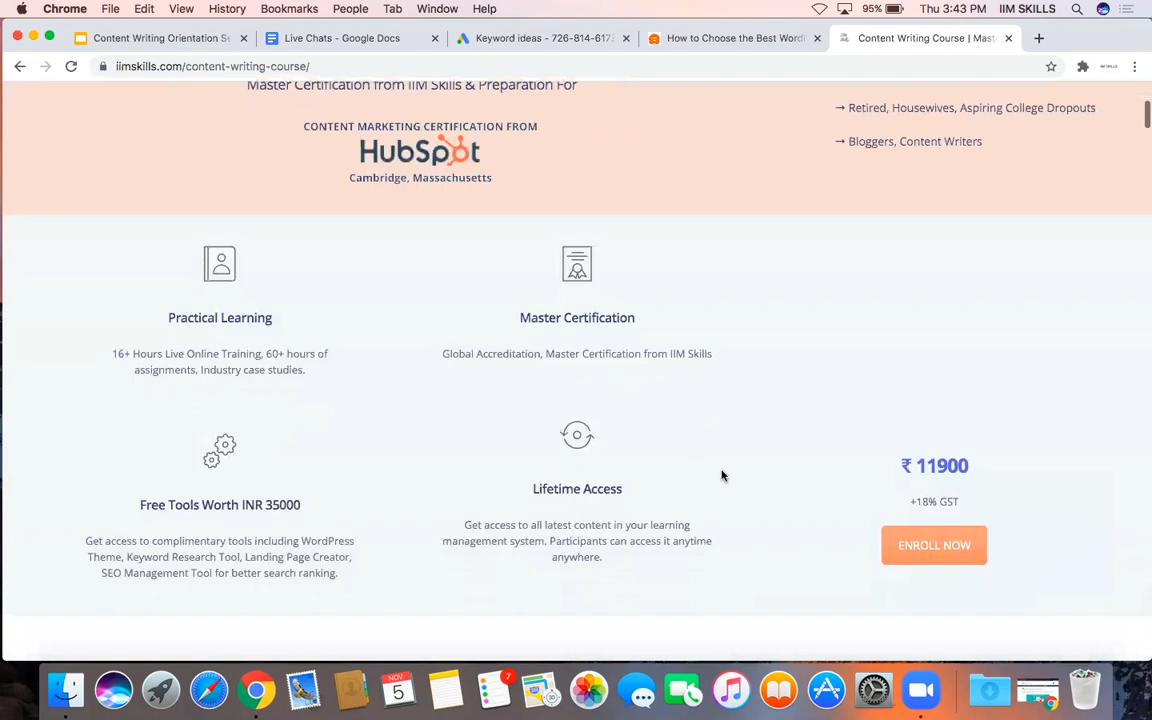 Chrome File Edit View History Bookmarks People Tab Window Help 95% Thu 3:43 PM IIM SKILLS
Content Writing Orientation Se
Live Chats - Google Docs
Keyword ideas - 726-814-617
How to Choose the Best Word
Content Writing Course | Mast
iimskills.com/content-writing-course/
Master Certification from IIM Skills & Preparation For
→ Retired, Housewives, Aspiring College Dropouts
CONTENT MARKETING CERTIFICATION FROM
→ Bloggers, Content Writers
HubSpot
Cambridge, Massachusetts
Practical Learning
16+ Hours Live Online Training, 60+ hours of
assignments, Industry case studies.
Master Certification
Global Accreditation, Master Certification from IIM Skills
Free Tools Worth INR 35000
Get access to complimentary tools including WordPress
Theme, Keyword Research Tool, Landing Page Creator,
SEO Management Tool for better search ranking.
Lifetime Access
Get access to all latest content in your learning
management system. Participants can access it anytime
anywhere.
₹ 11900
+18% GST
ENROLL NOW
NOV
5
7